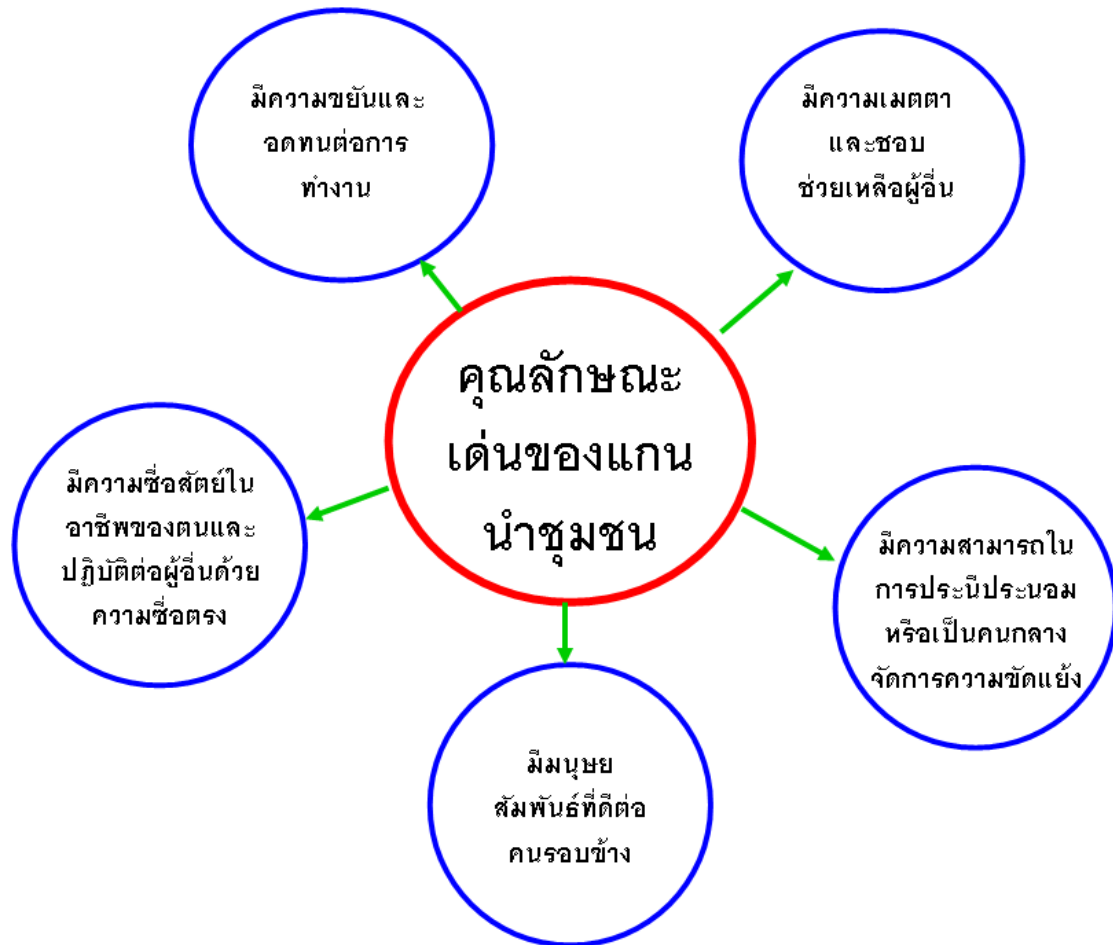 มีความขยันและ
อดทนต่อการ
ทำงาน
มีความเมตตา
และชอบ
ช่วยเหลือผู้อื่น
คุณลักษณะ
เด่นของแกน
นำชุมชน
มีความซื่อสัตย์ใน
อาชีพของตนและ
ปฏิบัติต่อผู้อื่นด้วย
ความซื่อตรง
มีความสามารถใน
การประนีประนอม
หรือเป็นคนกลาง
จัดการความขัดแย้ง
มีมนุษย
สัมพันธ์ที่ดีต่อ
คนรอบข้าง